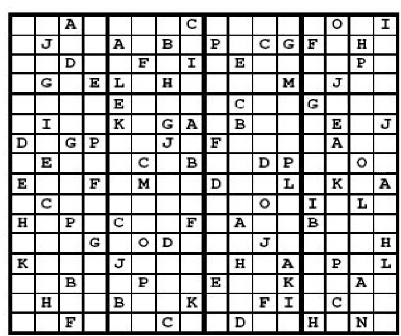 A C O I
J A B P C G F H
D F I E P
G E L H M J
E C G
I K G A B E J
D G P J F A
E C B D P O
E F M D L K A
C O I L
H P C F A B
G O D J H
K J H A P L
B P E K A
H B K F I C
F C D H N